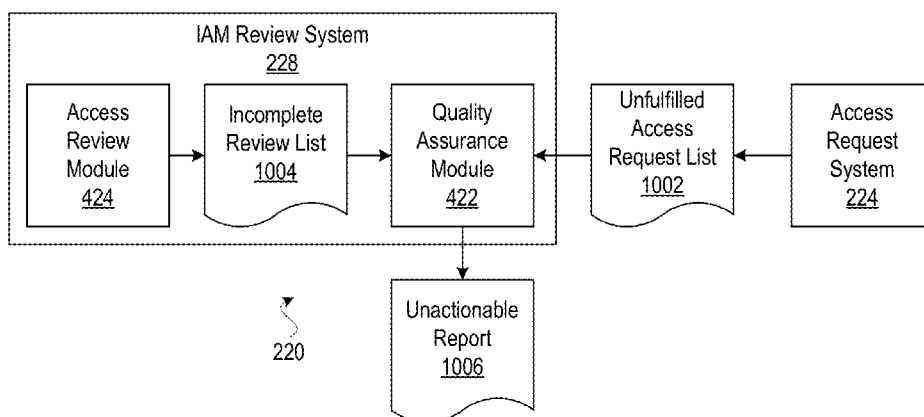 IAM Review System
228
Access
Review
Module
424
Incomplete
Review List
1004
Quality
Assurance
Module
422
Unfulfilled
Access
Request List
1002
Access
Request
System
224
Unactionable
Report
1006
220